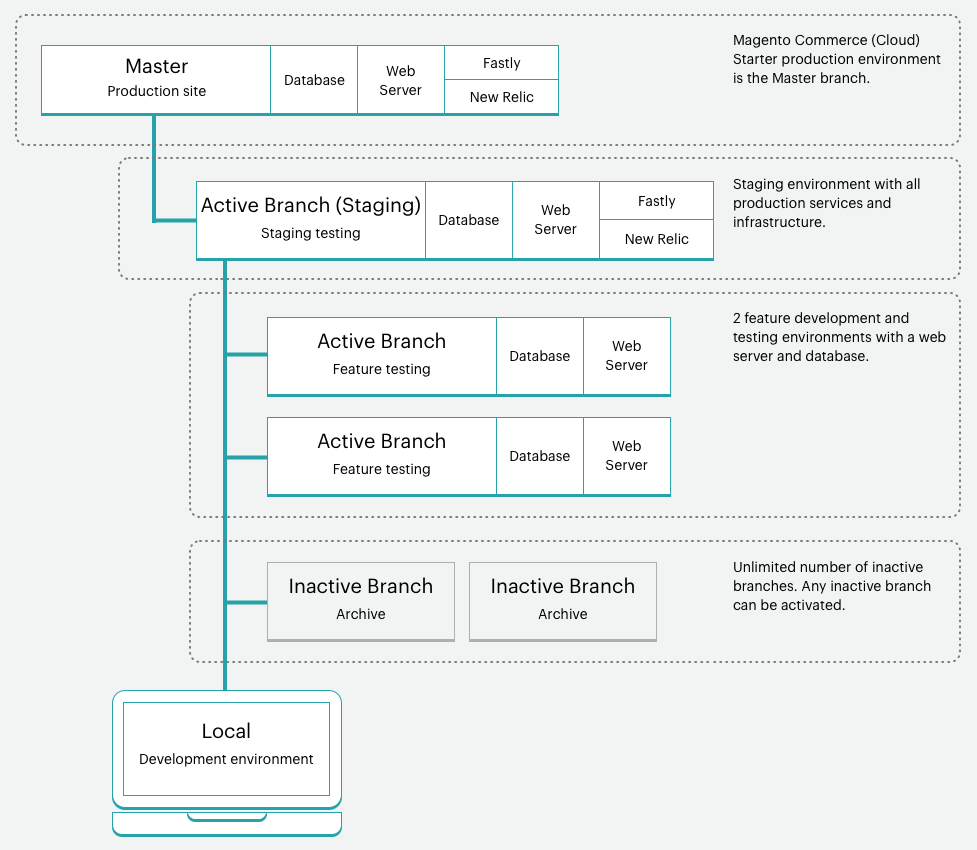 Master
Production site
Database
Web
Server
Fastly
New Relic
Magento Commerce (Cloud)
Starter production environment
is the Master branch.
Active Branch (Staging)
Staging testing
Database
Web
Server
Fastly
New Relic
Staging environment with all
production services and
infrastructure.
Active Branch
Feature testing
Database
Web
Server
2 feature development and
testing environments with a web
server and database.
Active Branch
Feature testing
Database
Web
Server
Inactive Branch
Archive
Inactive Branch
Archive
Unlimited number of inactive
branches. Any inactive branch
can be activated.
Local
Development environment